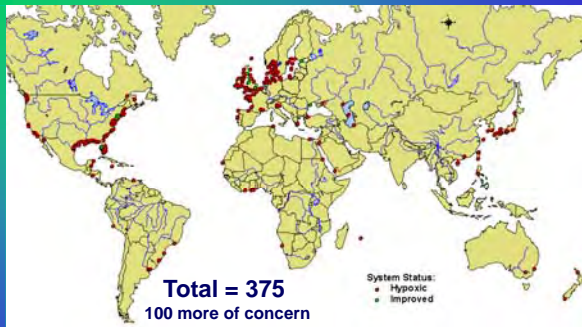 Total = 375
100 more of concern
System Status:
Hypoxic
Improved